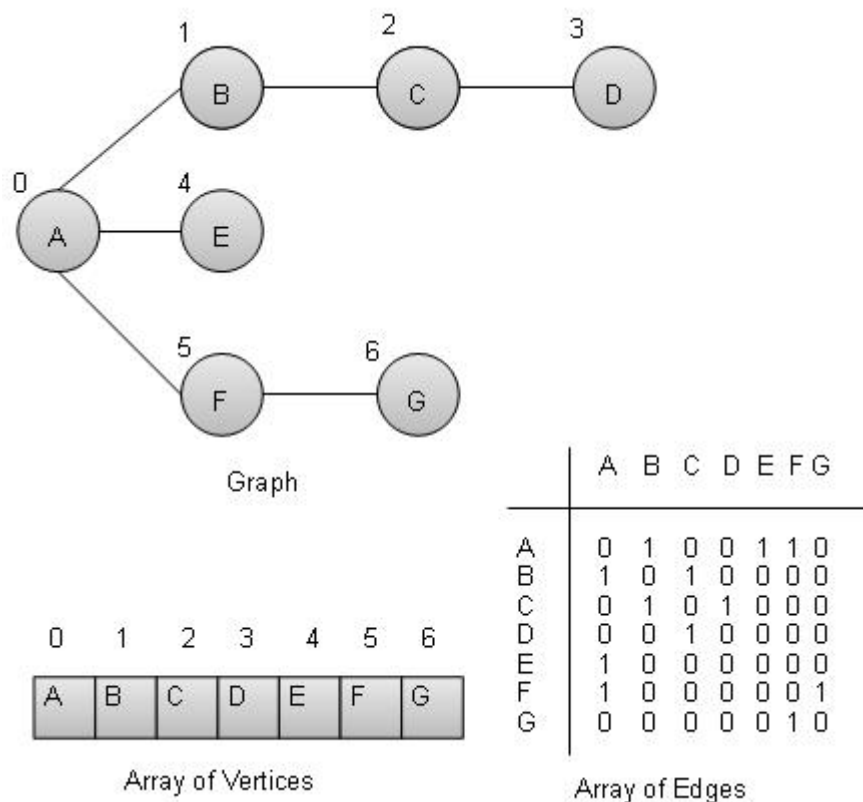 1 2 3
B C D
0 4
A E
5 6
F G
Graph
A B C D E F G
A 0 1 0 0 1 1 0
B 1 0 1 0 0 0 0
C 0 1 0 1 0 0 0
D 0 0 1 0 0 0 0
E 1 0 0 0 0 0 0
F 1 0 0 0 0 0 1
G 0 0 0 0 0 1 0
0 1 2 3 4 5 6
A B C D E F G
Array of Vertices
Array of Edges